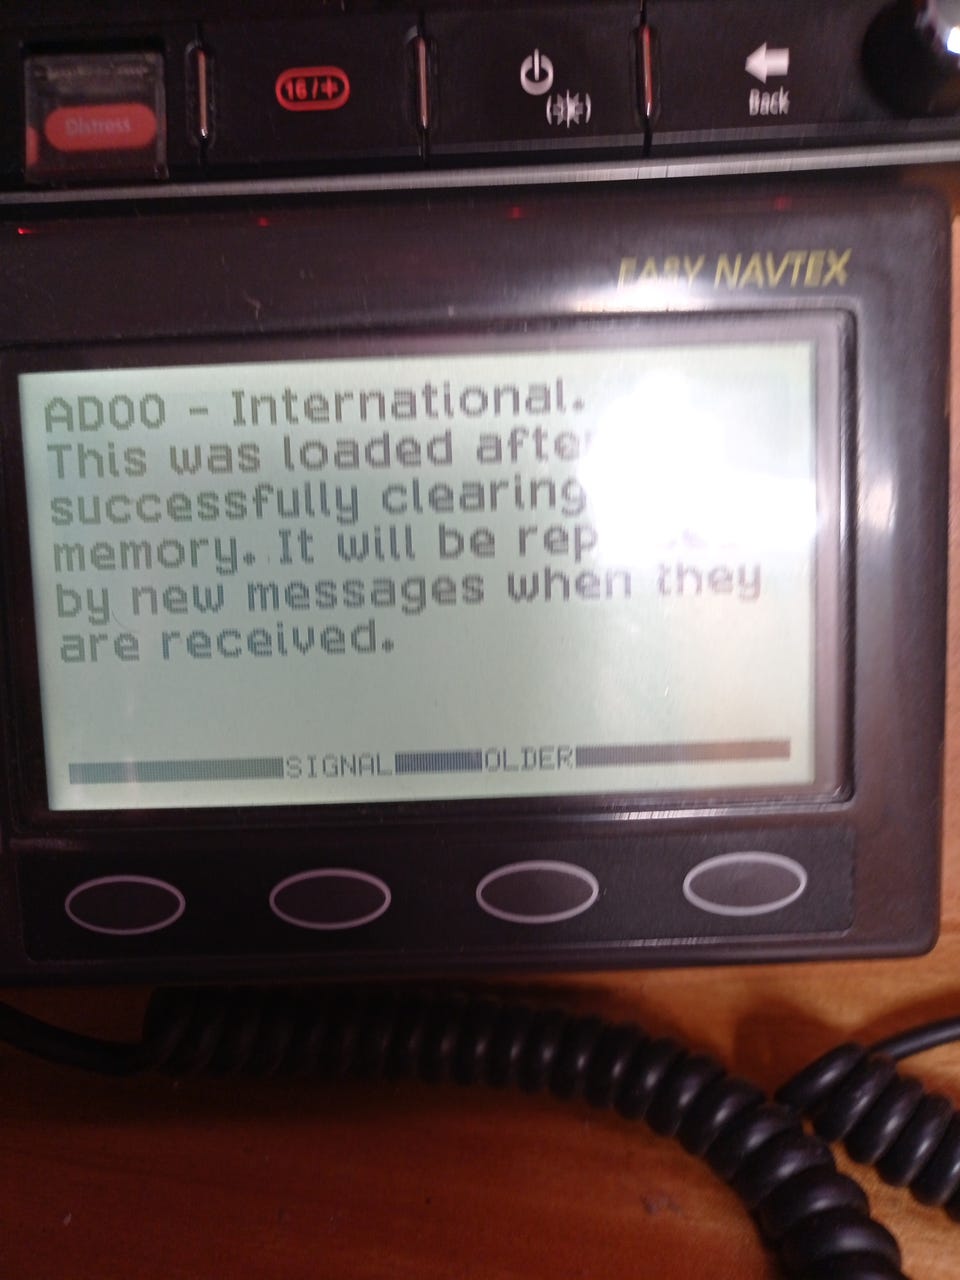 Distress
16/+
Back
EASY NAVTEX
AD00 - International.
This was loaded after
successfully clearing
memory. It will be
by new messages when they
are received.
SIGNAL OLDER